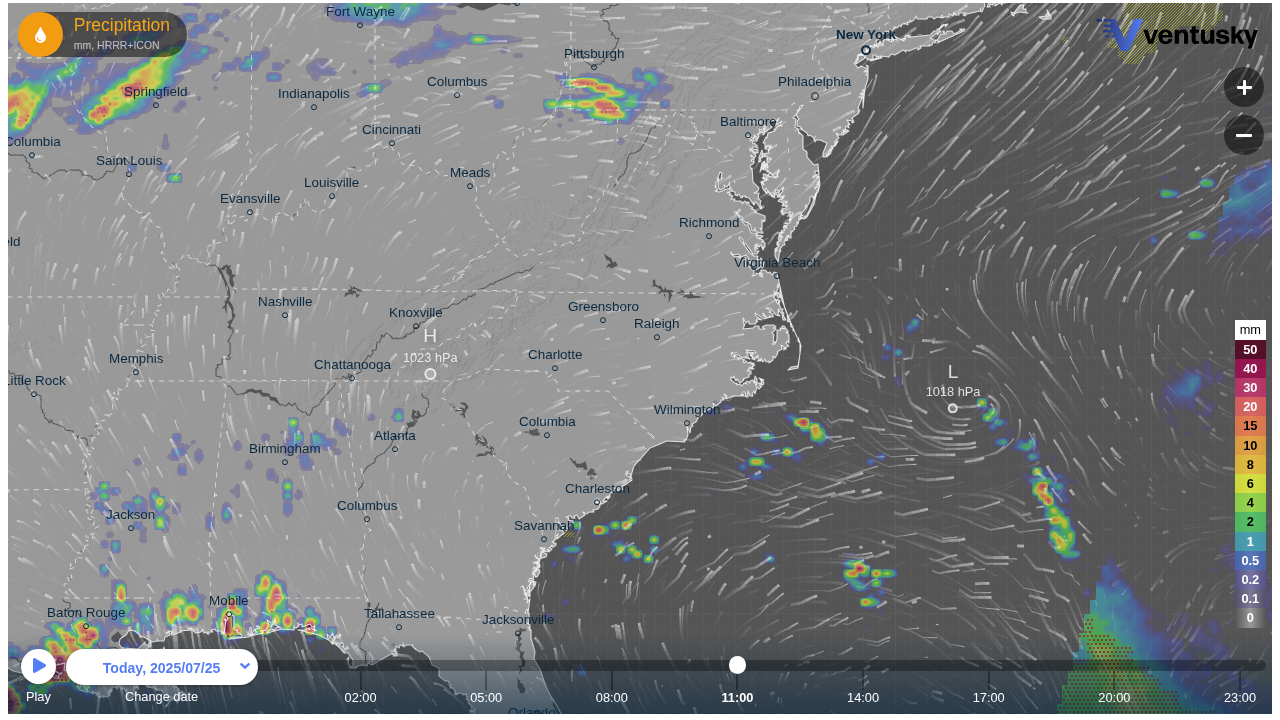 Precipitation
mm, HRRR+ICON
Fort Wayne
New York
ventusky
Pittsburgh
Columbus
Philadelphia
Springfield
Indianapolis
+
Baltimore
Cincinnati
−
Columbia
Saint Louis
Meads
Louisville
Evansville
Richmond
eld
Virginia Beach
Nashville
Greensboro
Knoxville
Raleigh
H
1023 hPa
mm
50
Charlotte
Memphis
Chattanooga
40
L
Little Rock
1018 hPa
30
20
Wilmington
Columbia
15
Atlanta
Birmingham
10
8
Charleston
6
Columbus
4
Jackson
2
Savannah
1
0.5
0.2
Mobile
0.1
Baton Rouge
Tallahassee
Jacksonville
0
Today, 2025/07/25
Play
Change date
02:00
05:00
08:00
11:00
14:00
17:00
20:00
23:00
Orlando